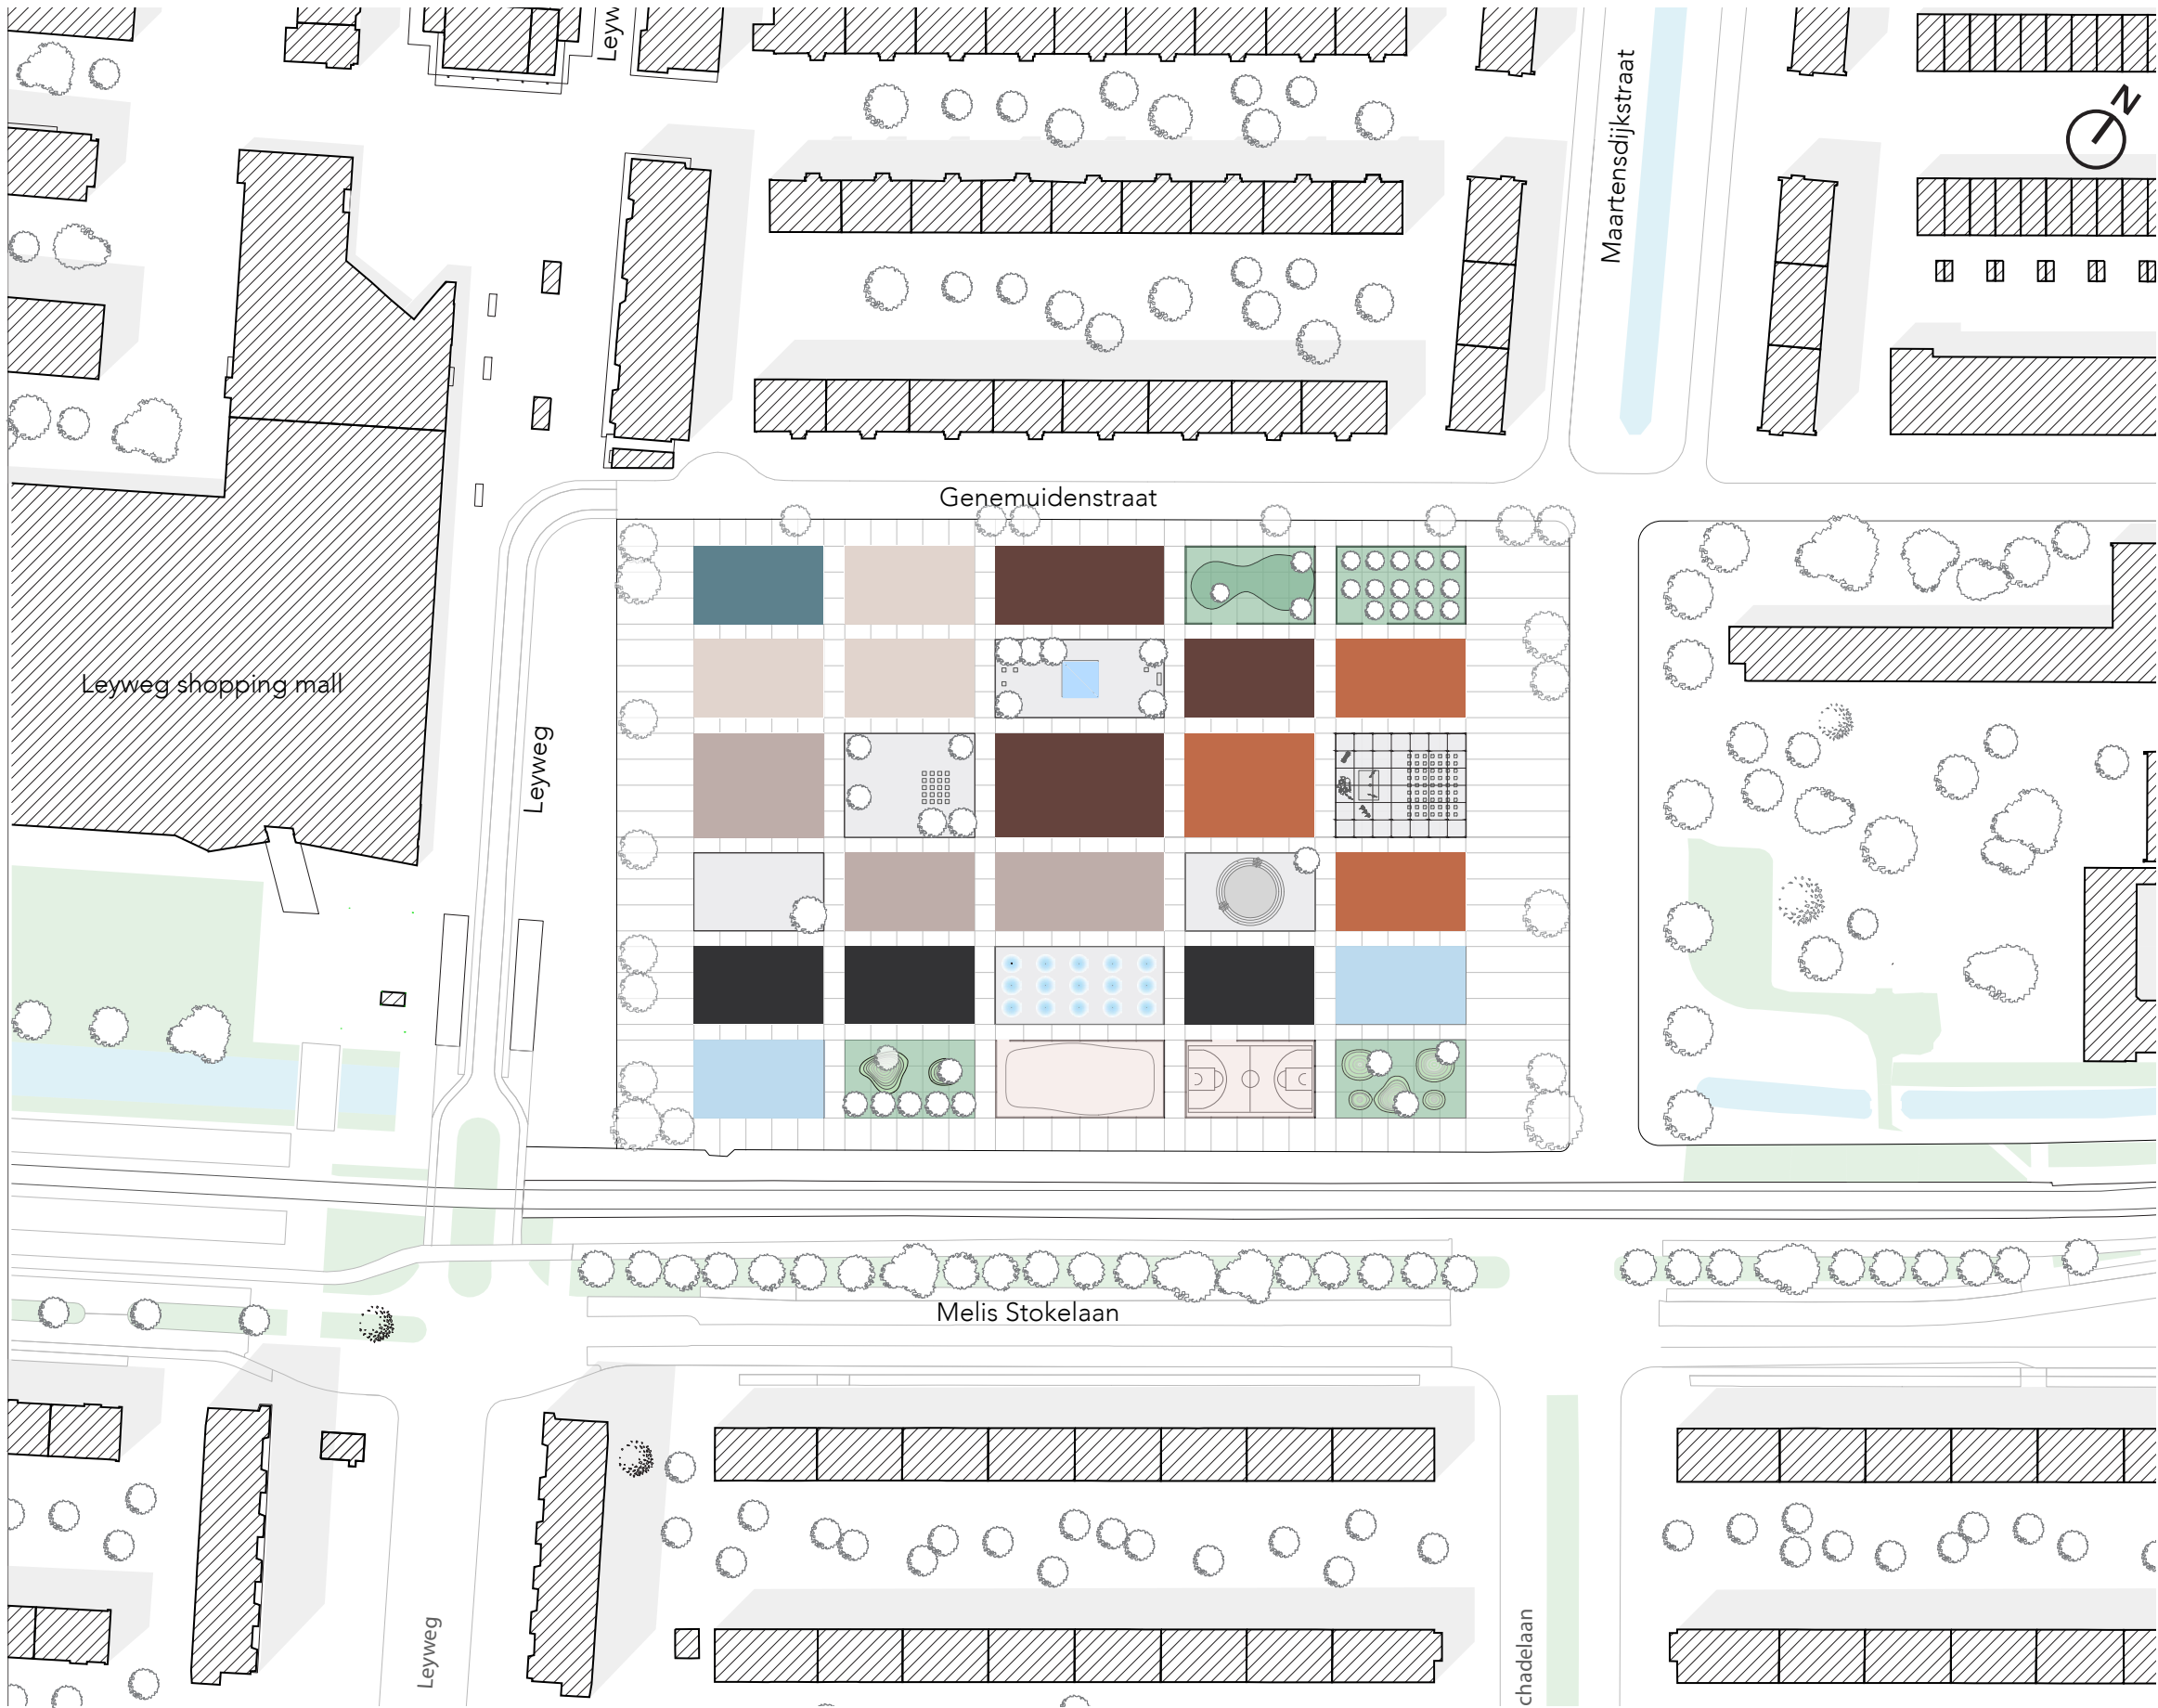 Leyw
Maartensdijkstraat
N
Genemuidenstraat
Leyweg shopping mall
Leyweg
Melis Stokelaan
Leyweg
chadelaan